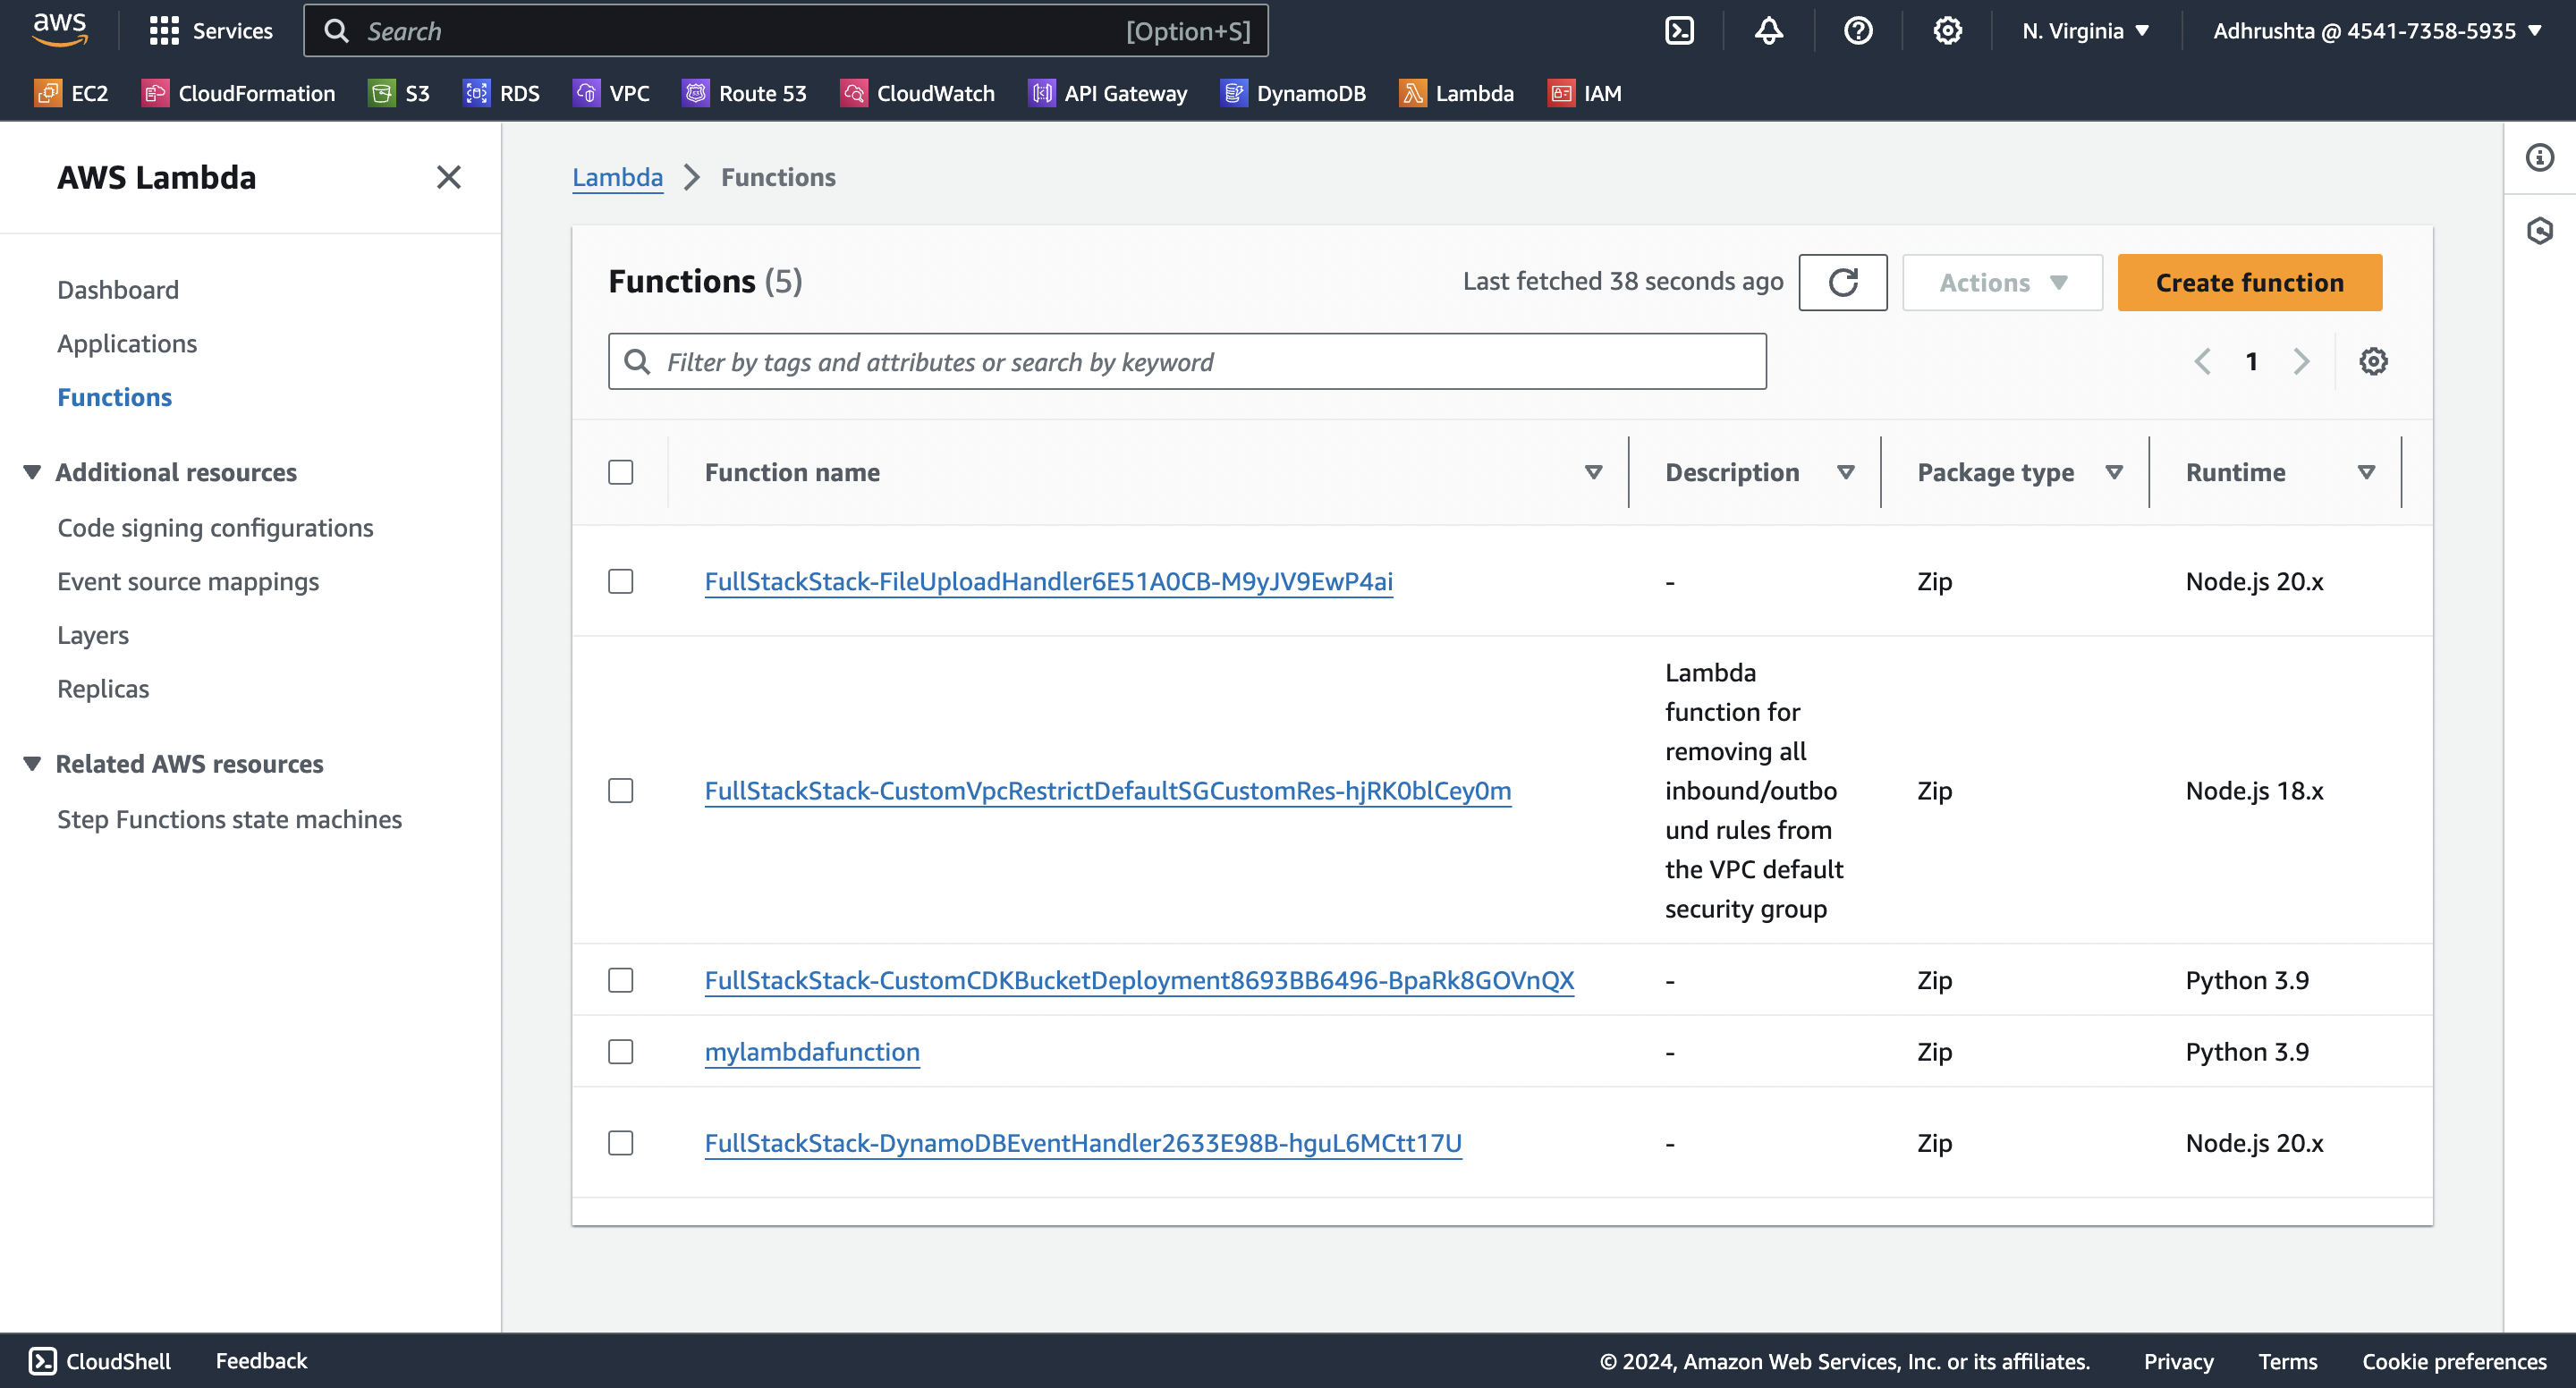 aws
Services
Search
[Option+S]
N. Virginia
Adhrushta @ 4541-7358-5935
EC2
CloudFormation
S3
RDS
VPC
Route 53
CloudWatch
API Gateway
DynamoDB
Lambda
IAM
AWS Lambda
Dashboard
Applications
Functions
Additional resources
Code signing configurations
Event source mappings
Layers
Replicas
Related AWS resources
Step Functions state machines
Lambda
Functions
Functions (5)
Last fetched 38 seconds ago
Actions
Create function
Filter by tags and attributes or search by keyword
1
Function name
Description
Package type
Runtime
FullStackStack-FileUploadHandler6E51A0CB-M9yJV9EwP4ai
-
Zip
Node.js 20.x
FullStackStack-CustomVpcRestrictDefaultSGCustomRes-hjRK0blCey0m
Lambda
function for
removing all
inbound/outbo
und rules from
the VPC default
security group
Zip
Node.js 18.x
FullStackStack-CustomCDKBucketDeployment8693BB6496-BpaRk8GOVnQX
-
Zip
Python 3.9
mylambdafunction
-
Zip
Python 3.9
FullStackStack-DynamoDBEventHandler2633E98B-hguL6MCtt17U
-
Zip
Node.js 20.x
CloudShell
Feedback
© 2024, Amazon Web Services, Inc. or its affiliates.
Privacy
Terms
Cookie preferences